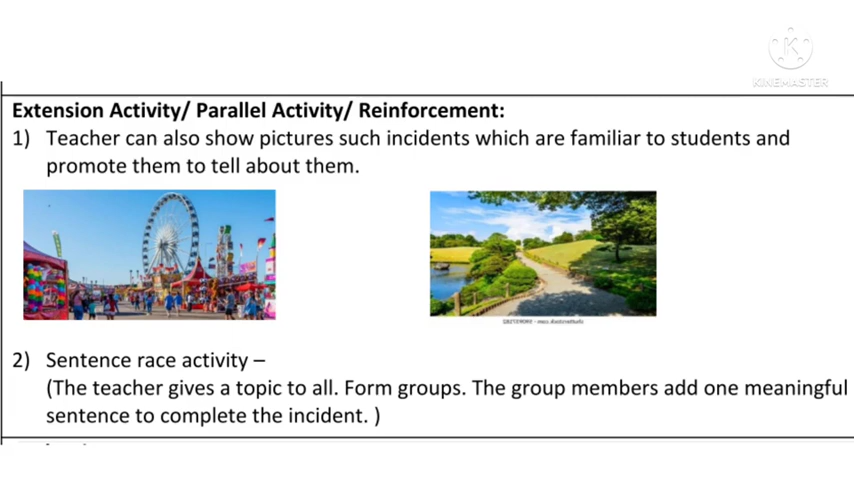 KINEMASTER
Extension Activity/ Parallel Activity/ Reinforcement:
1) Teacher can also show pictures such incidents which are familiar to students and
promote them to tell about them.
2) Sentence race activity –
(The teacher gives a topic to all. Form groups. The group members add one meaningful
sentence to complete the incident. )